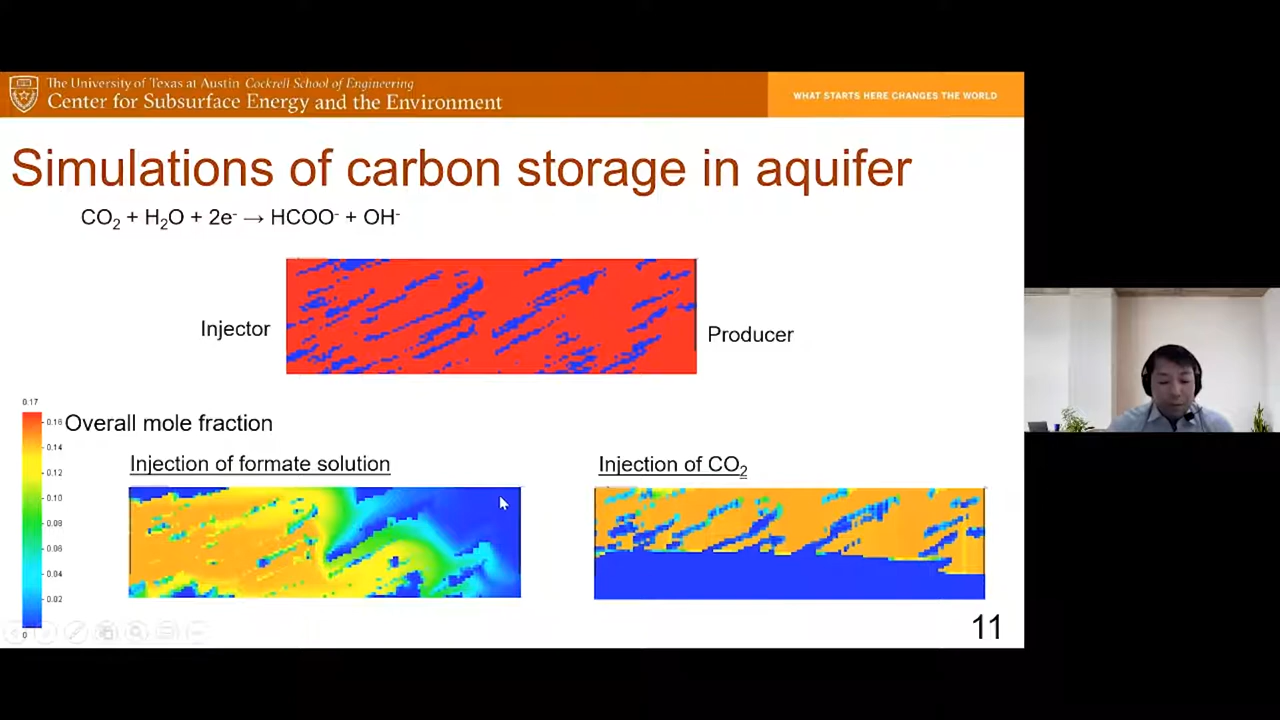 The University of Texas at Austin Cockrell School of Engineering
Center for Subsurface Energy and the Environment
WHAT STARTS HERE CHANGES THE WORLD
Simulations of carbon storage in aquifer
CO₂ + H₂O + 2e⁻ → HCOO⁻ + OH⁻
Injector
Producer
0.17
0.16
0.14
0.12
0.10
0.08
0.06
0.04
0.02
0
Overall mole fraction
Injection of formate solution
Injection of CO₂
11